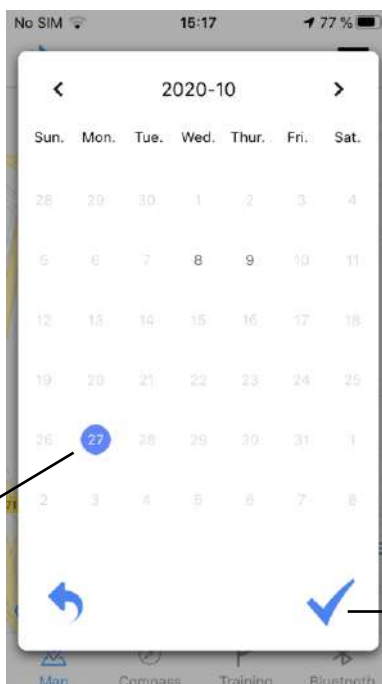 No SIM 15:17 77 %
< 2020-10 >
Sun. Mon. Tue. Wed. Thur. Fri. Sat.
28 29 30 1 2 3 4
5 6 7 8 9 10 11
12 13 14 15 16 17 18
19 20 21 22 23 24 25
26 27 28 29 30 31 1
2 3 4 5 6 7 8
71
Map Compass Training Bluetooth